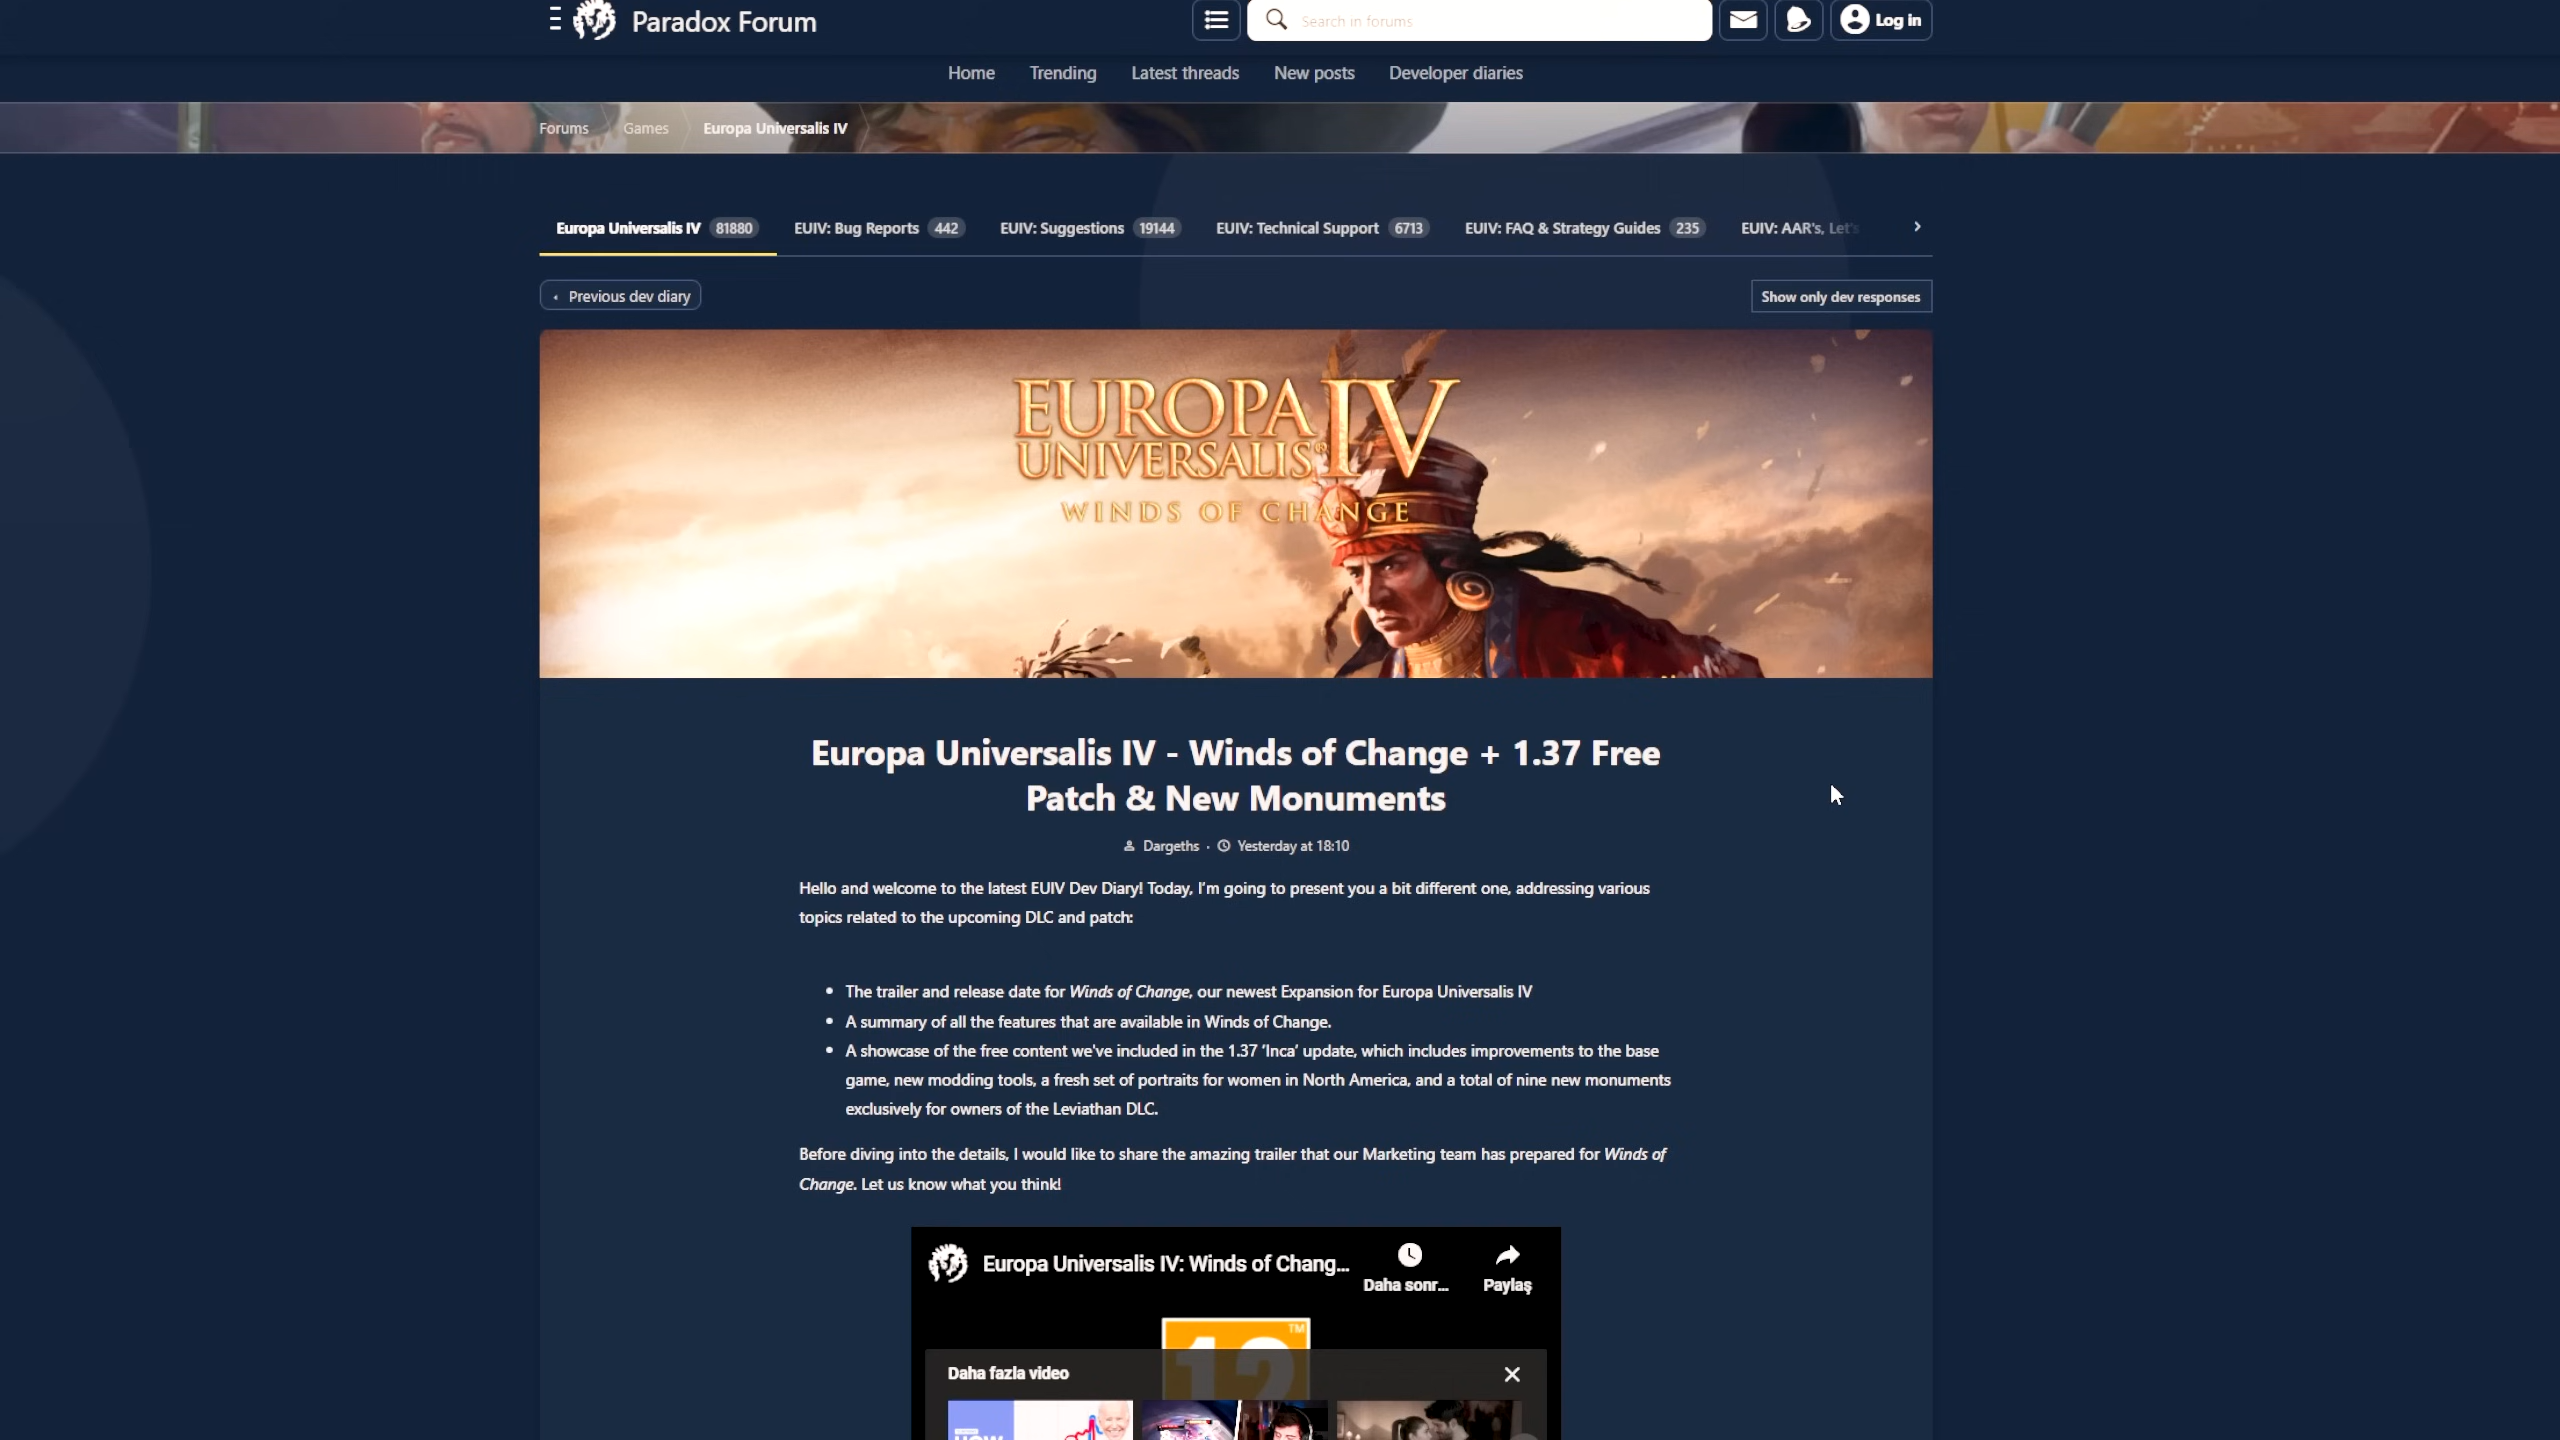 Paradox Forum
Search in forums
Log in
Home Trending Latest threads New posts Developer diaries
Forums Games Europa Universalis IV
Europa Universalis IV 81880 EUIV: Bug Reports 442 EUIV: Suggestions 19144 EUIV: Technical Support 6713 EUIV: FAQ & Strategy Guides 235 EUIV: AAR's, Let's
Previous dev diary
Show only dev responses
EUROPA
UNIVERSALIS IV
WINDS OF CHANGE
Europa Universalis IV - Winds of Change + 1.37 Free
Patch & New Monuments
Dargeths · Yesterday at 18:10
Hello and welcome to the latest EUIV Dev Diary! Today, I'm going to present you a bit different one, addressing various
topics related to the upcoming DLC and patch:
• The trailer and release date for Winds of Change, our newest Expansion for Europa Universalis IV
• A summary of all the features that are available in Winds of Change.
• A showcase of the free content we've included in the 1.37 ‘Inca’ update, which includes improvements to the base
game, new modding tools, a fresh set of portraits for women in North America, and a total of nine new monuments
exclusively for owners of the Leviathan DLC.
Before diving into the details, I would like to share the amazing trailer that our Marketing team has prepared for Winds of
Change. Let us know what you think!
Europa Universalis IV: Winds of Chang...
Daha sonr...
Paylaş
12
TM
Daha fazla video